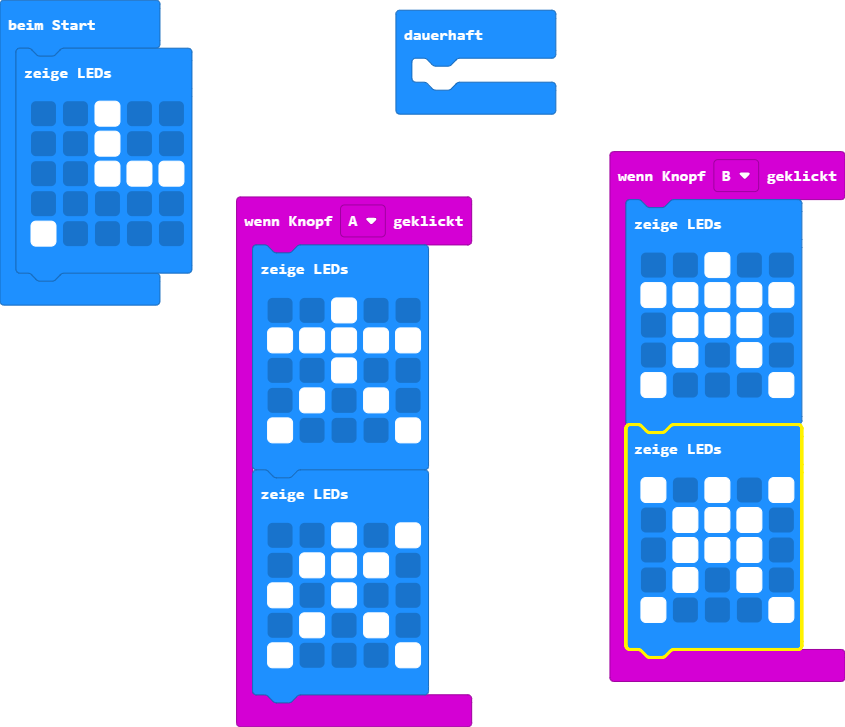 beim Start
zeige LEDs
dauerhaft
wenn Knopf A geklickt
zeige LEDs
zeige LEDs
wenn Knopf B geklickt
zeige LEDs
zeige LEDs